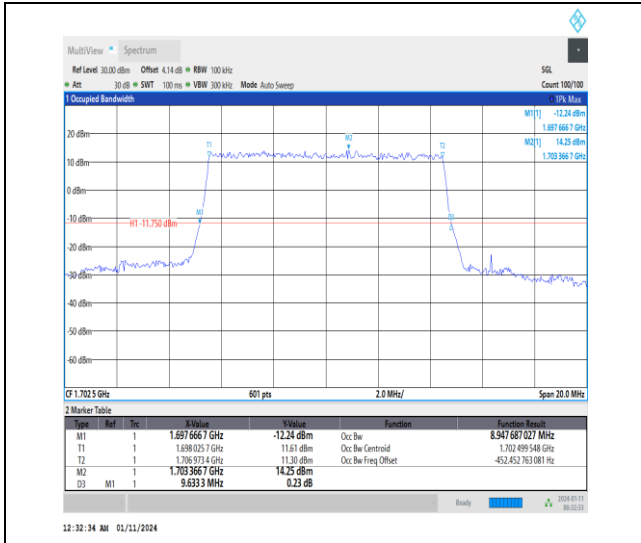 MultiView Spectrum
Ref Level 30.00 dBm Offset 4.14 dB RBW 100 kHz SGL
Att 30 dB SWT 100 ms VBW 300 kHz Mode Auto Sweep Count 100/100
1 Occupied Bandwidth 1Pk Max
M1[1] -12.24 dBm
1.697 666 7 GHz
M2[1] 14.25 dBm
1.703 366 7 GHz
20 dBm
T1 M2 T2
10 dBm
0 dBm
-10 dBm
M1 D3
H1 -11.750 dBm
-20 dBm
-30 dBm
-40 dBm
-50 dBm
-60 dBm
CF 1.702 5 GHz 601 pts 2.0 MHz/ Span 20.0 MHz
2 Marker Table
Type Ref Trc X-Value Y-Value Function Function Result
M1 1 1.697 666 7 GHz -12.24 dBm Occ Bw 8.947 687 027 MHz
T1 1 1.698 025 7 GHz 11.61 dBm Occ Bw Centroid 1.702 499 548 GHz
T2 1 1.706 973 4 GHz 11.30 dBm Occ Bw Freq Offset -452.452 763 081 Hz
M2 1 1.703 366 7 GHz 14.25 dBm
D3 M1 1 9.633 3 MHz 0.23 dB
Ready 2024-01-11
00:32:33
12:32:34 AM 01/11/2024